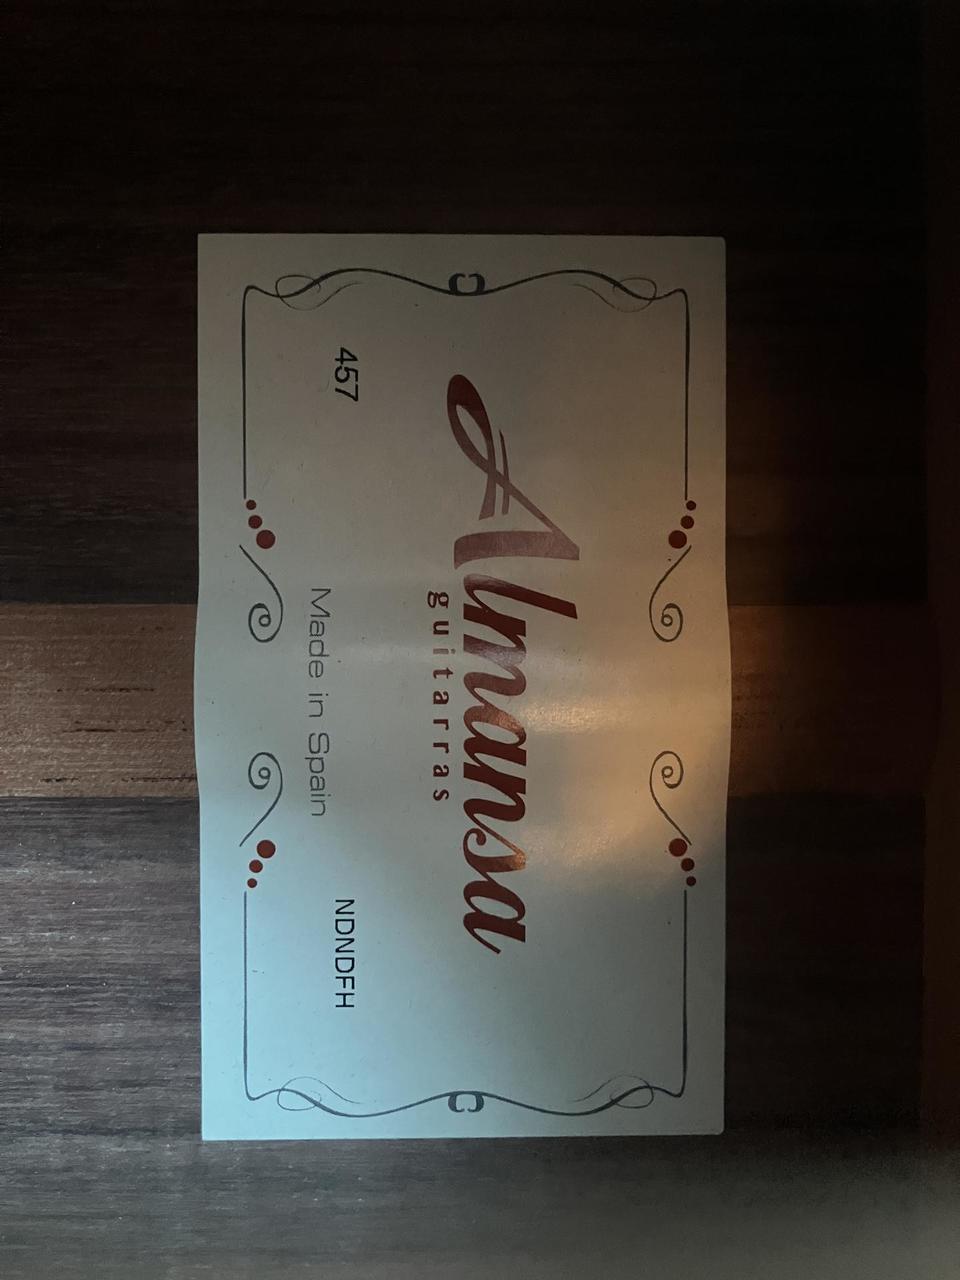 Almansa
guitarras
457 NDNDFH
Made in Spain